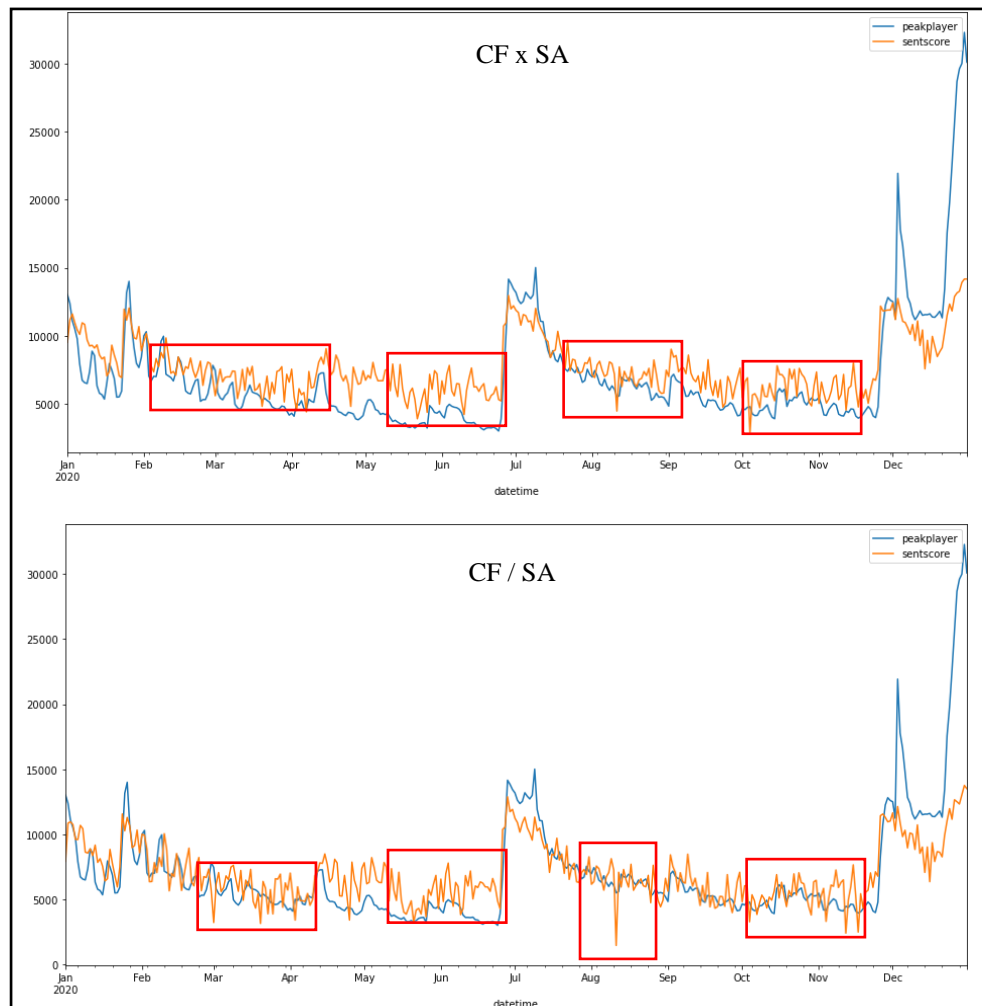 peakplayer
sentscore
CF x SA
30000
25000
20000
15000
10000
5000
Jan Feb Mar Apr May Jun Jul Aug Sep Oct Nov Dec
2020
datetime
peakplayer
sentscore
CF / SA
30000
25000
20000
15000
10000
5000
0
Jan Feb Mar Apr May Jun Jul Aug Sep Oct Nov Dec
2020
datetime